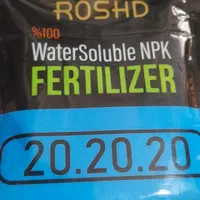 ROSHD
%100
WaterSoluble NPK
FERTILIZER
20.20.20